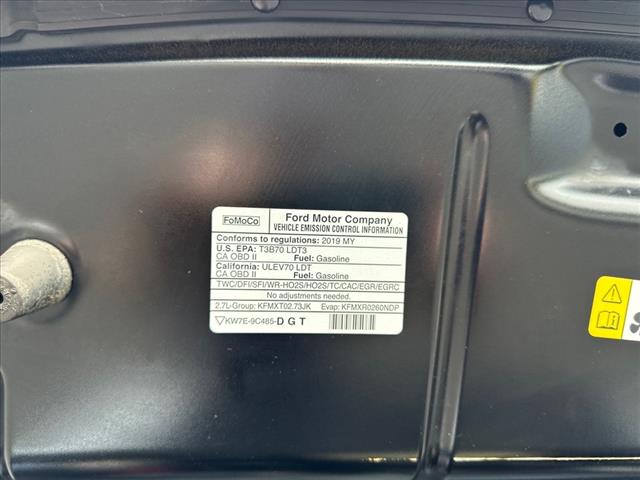 FoMoCo
Ford Motor Company
VEHICLE EMISSION CONTROL INFORMATION
Conforms to regulations: 2019 MY
U.S. EPA: T3B70 LDT3
CA OBD II Fuel: Gasoline
California: ULEV70 LDT
CA OBD II Fuel: Gasoline
TWC/DFI/SFI/WR-HO2S/HO2S/TC/CAC/EGR/EGRC
No adjustments needed.
2.7L-Group: KFMXT02.73JK Evap: KFMXR0260NDP
KW7E-9C485-DGT